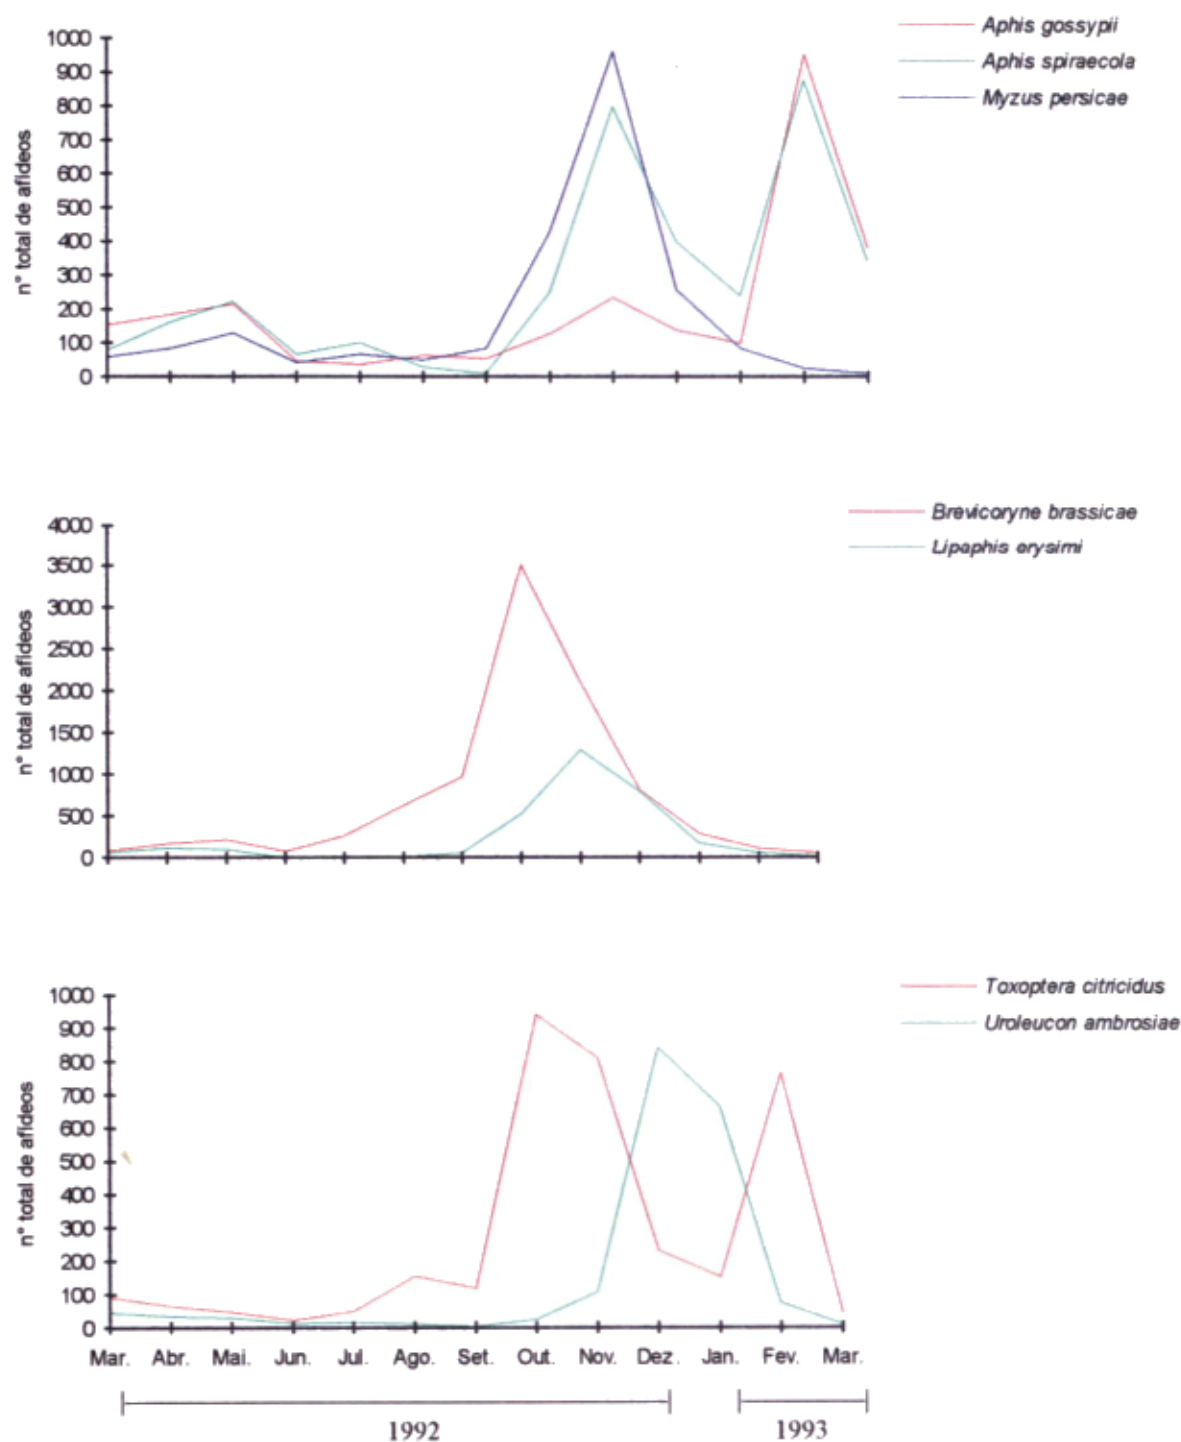 Aphis gossypii
Aphis spiraecola
Myzus persicae
n° total de afídeos
1000
900
800
700
600
500
400
300
200
100
0
Brevicoryne brassicae
Lipaphis erysimi
n° total de afídeos
4000
3500
3000
2500
2000
1500
1000
500
0
Toxoptera citricidus
Uroleucon ambrosiae
n° total de afídeos
1000
900
800
700
600
500
400
300
200
100
0
Mar. Abr. Mai. Jun. Jul. Ago. Set. Out. Nov. Dez. Jan. Fev. Mar.
1992 1993